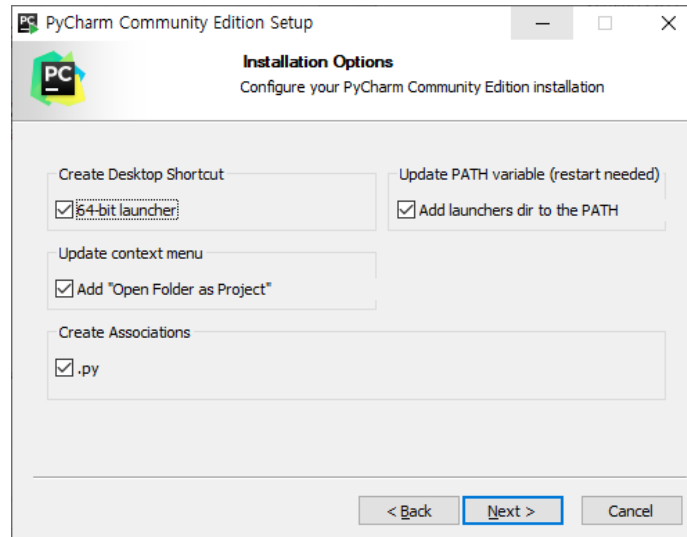 PyCharm Community Edition Setup
PC
Installation Options
Configure your PyCharm Community Edition installation
Create Desktop Shortcut
64-bit launcher
Update PATH variable (restart needed)
Add launchers dir to the PATH
Update context menu
Add "Open Folder as Project"
Create Associations
.py
< Back
Next >
Cancel